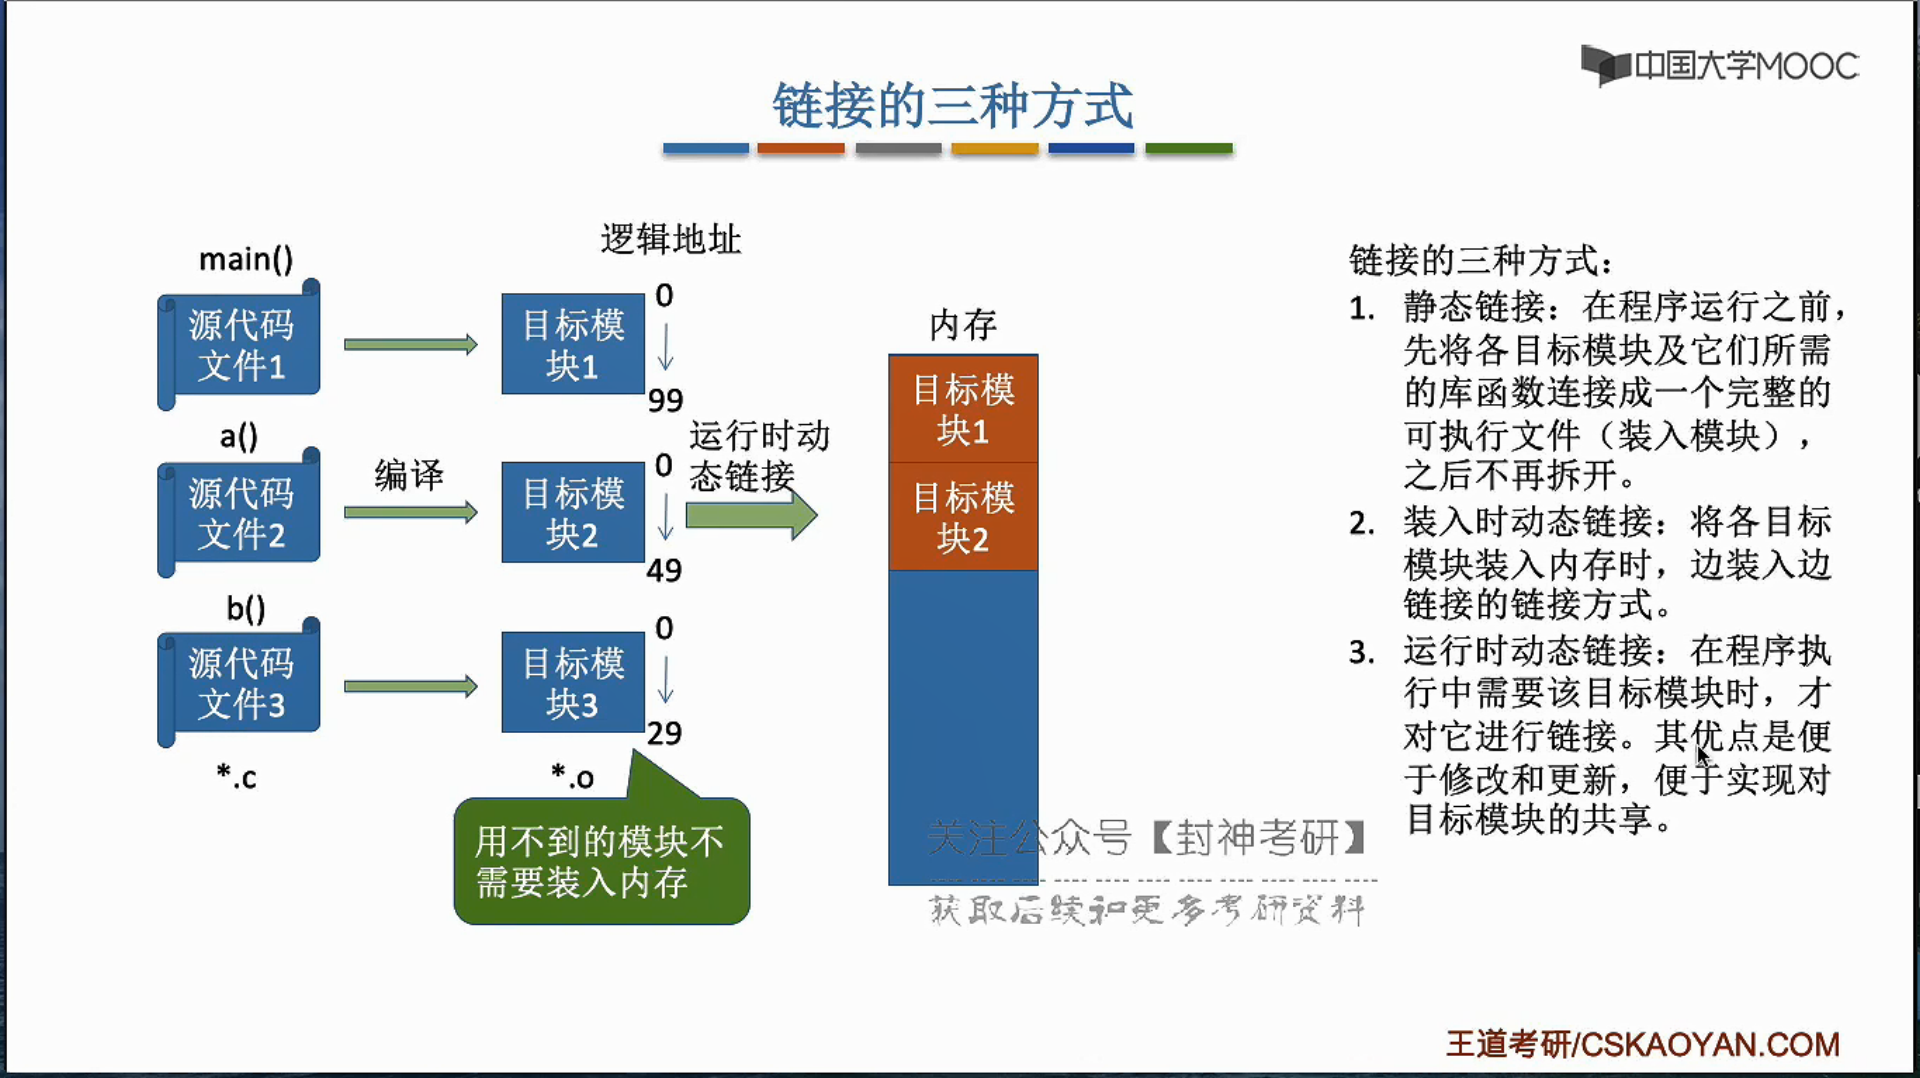 中国大学MOOC
链接的三种方式
逻辑地址
main()
源代码
文件1
目标模
块1
0
99
a()
源代码
文件2
编译
目标模
块2
0
49
运行时动
态链接
b()
源代码
文件3
目标模
块3
0
29
*.c
*.o
用不到的模块不
需要装入内存
内存
目标模
块1
目标模
块2
链接的三种方式：
1. 静态链接：在程序运行之前，
先将各目标模块及它们所需
的库函数连接成一个完整的
可执行文件（装入模块），
之后不再拆开。
2. 装入时动态链接：将各目标
模块装入内存时，边装入边
链接的链接方式。
3. 运行时动态链接：在程序执
行中需要该目标模块时，才
对它进行链接。其优点是便
于修改和更新，便于实现对
目标模块的共享。
关注公众号【封神考研】
获取后续和更多考研资料
王道考研/CSKAOYAN.COM